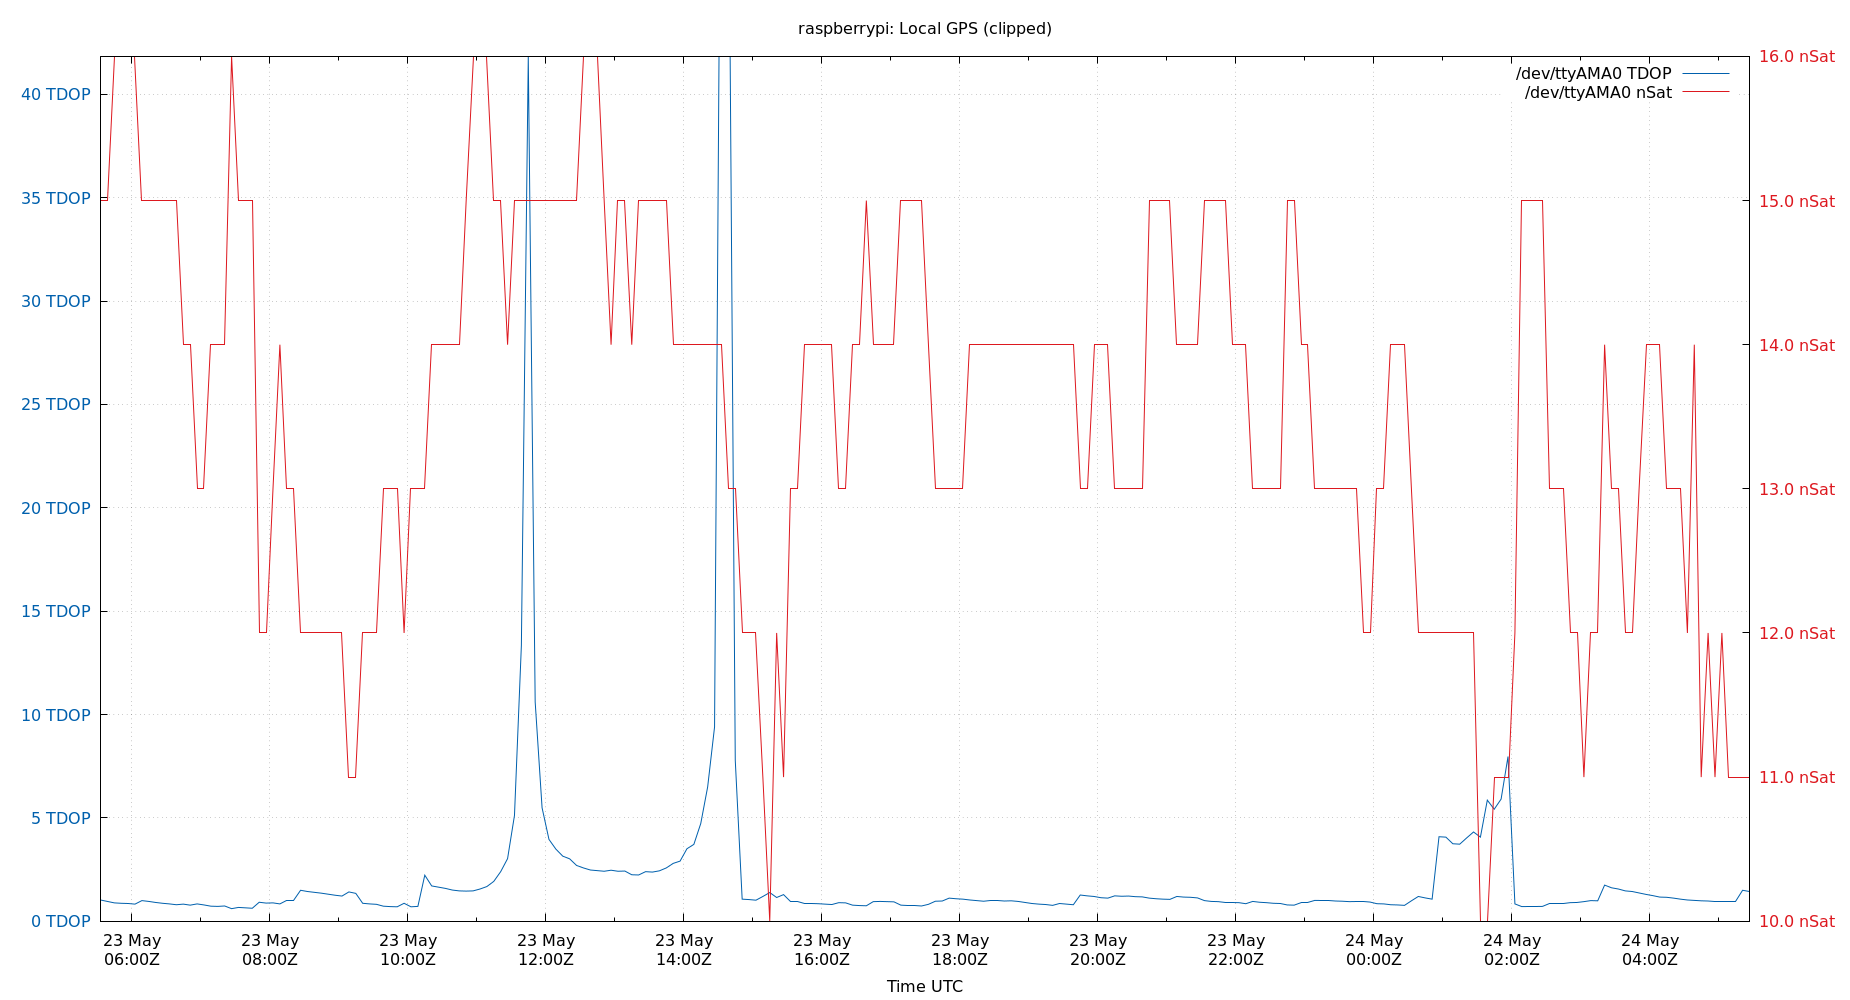 raspberrypi: Local GPS (clipped)
/dev/ttyAMA0 TDOP
/dev/ttyAMA0 nSat
40 TDOP
35 TDOP
30 TDOP
25 TDOP
20 TDOP
15 TDOP
10 TDOP
5 TDOP
0 TDOP
16.0 nSat
15.0 nSat
14.0 nSat
13.0 nSat
12.0 nSat
11.0 nSat
10.0 nSat
23 May
06:00Z
23 May
08:00Z
23 May
10:00Z
23 May
12:00Z
23 May
14:00Z
23 May
16:00Z
23 May
18:00Z
23 May
20:00Z
23 May
22:00Z
24 May
00:00Z
24 May
02:00Z
24 May
04:00Z
Time UTC